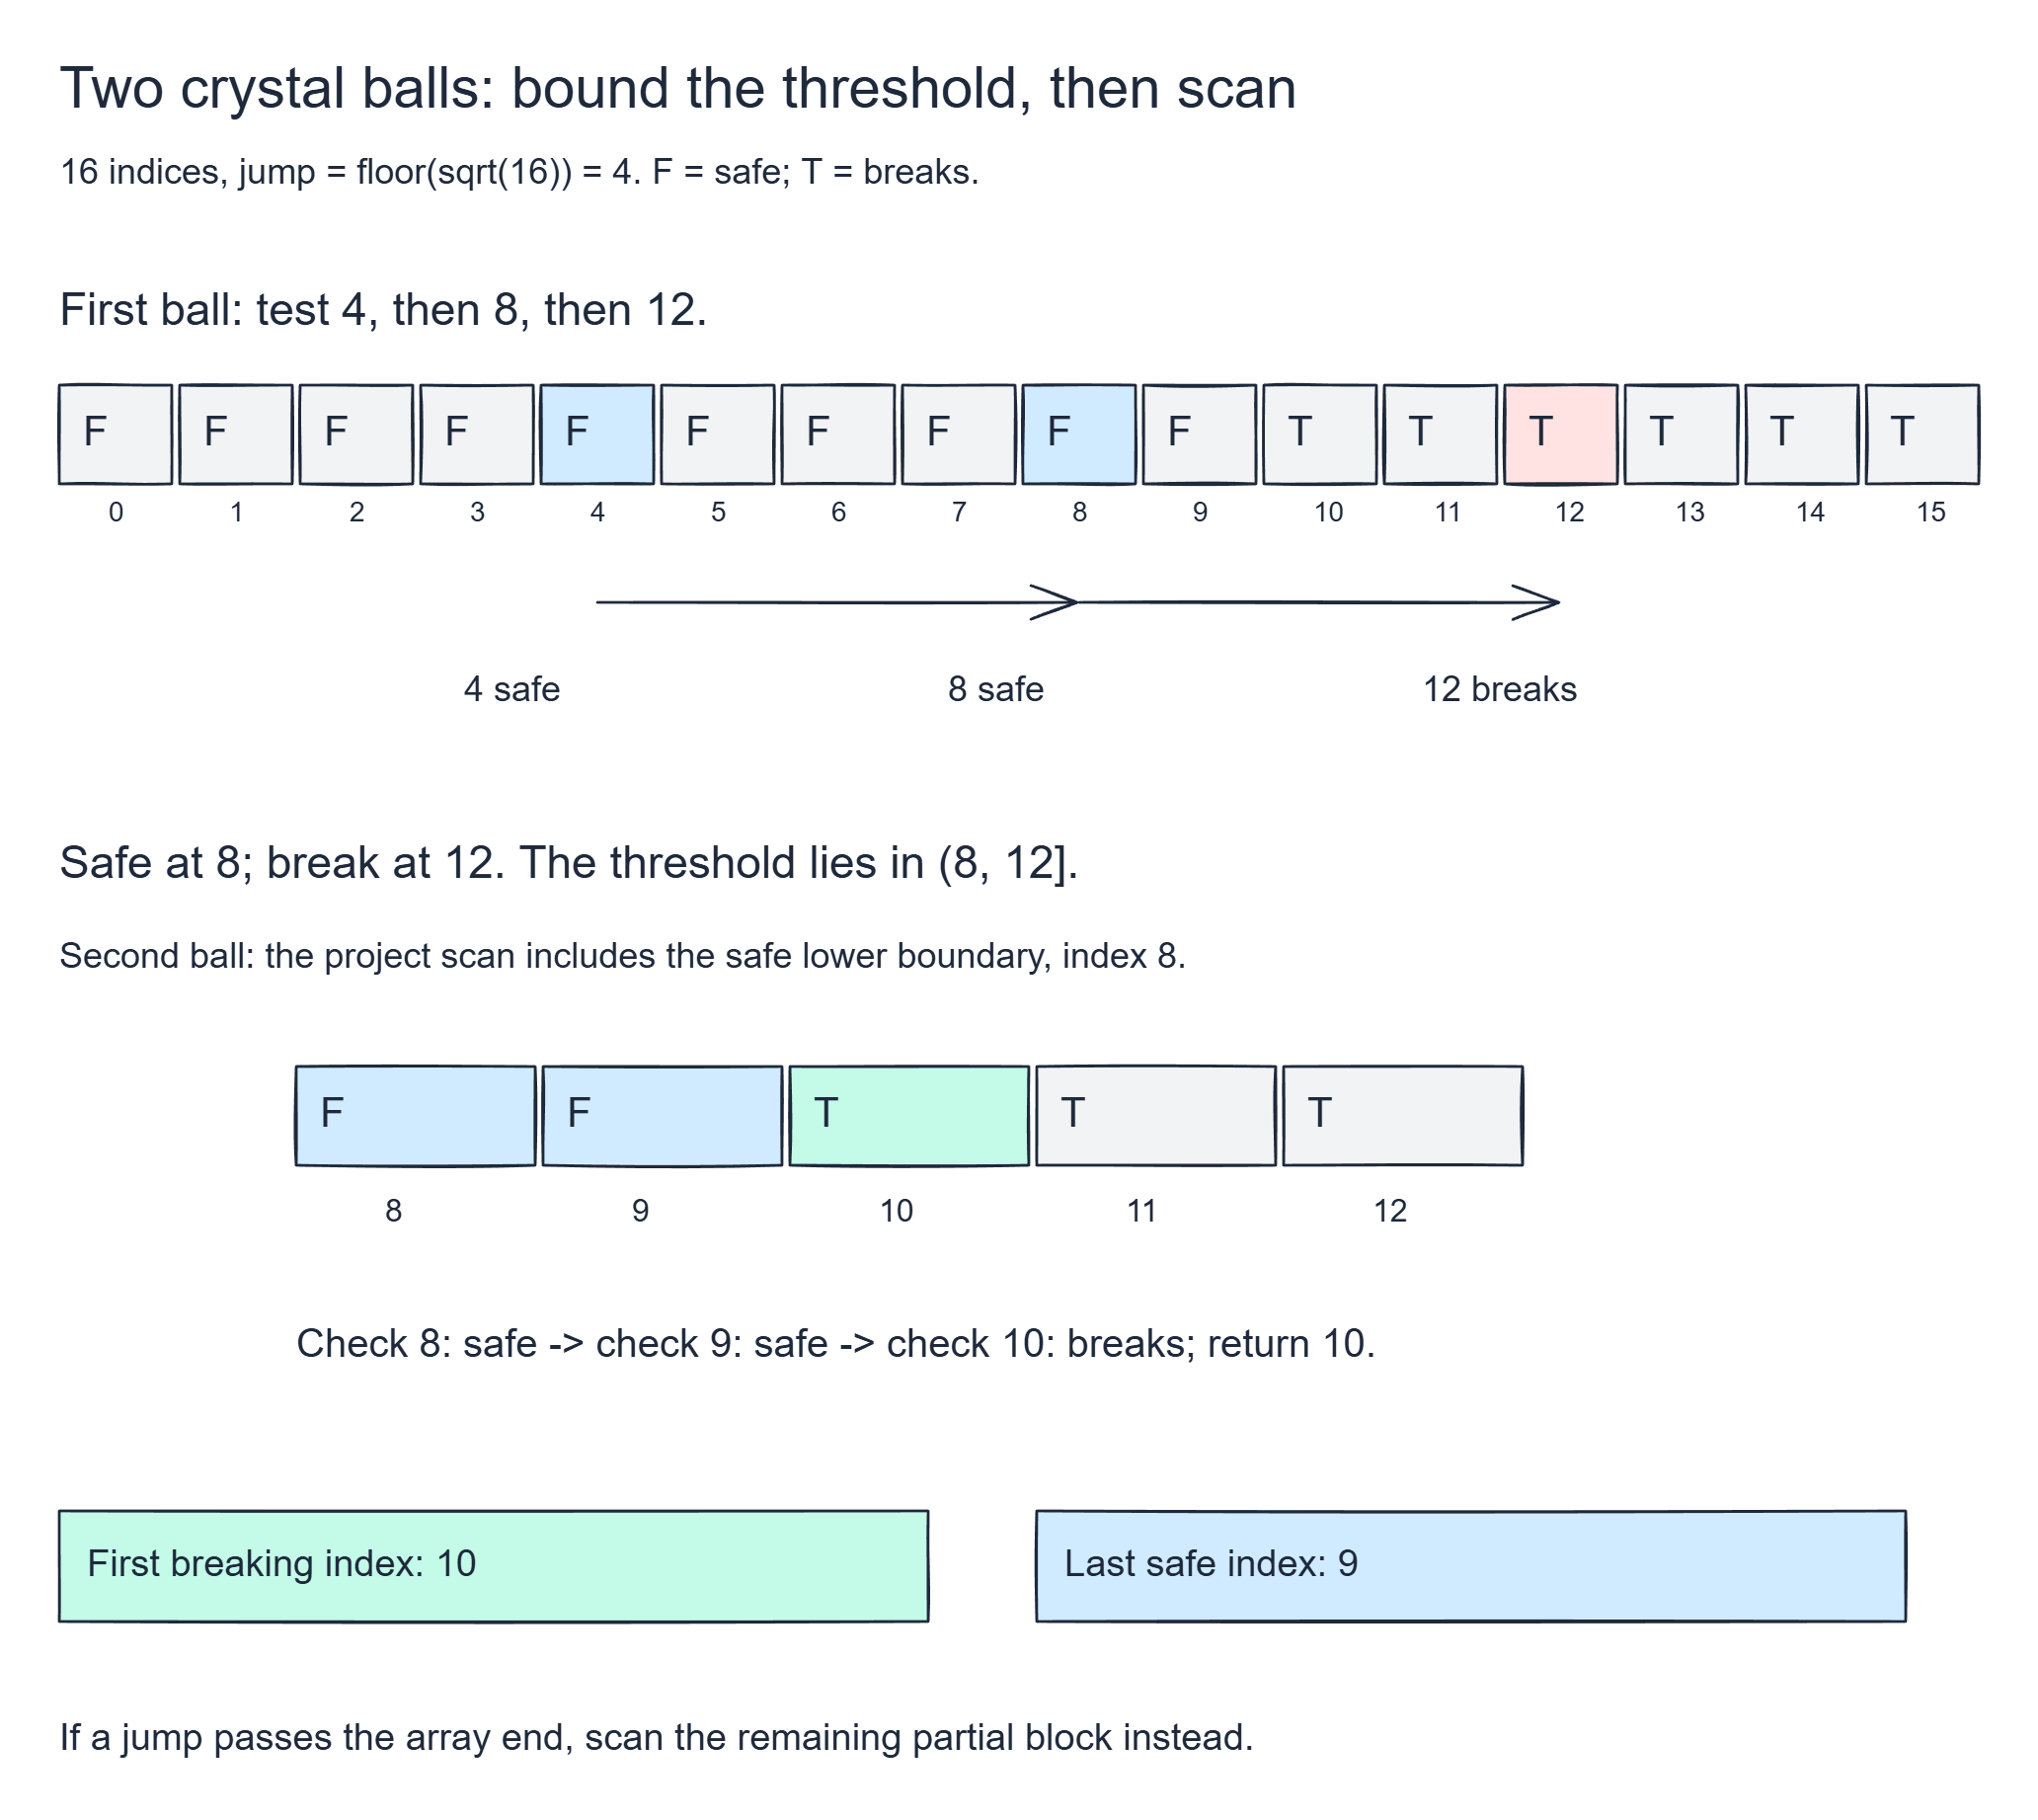 Two crystal balls: bound the threshold, then scan
16 indices, jump = floor(sqrt(16)) = 4. F = safe; T = breaks.
First ball: test 4, then 8, then 12.
F F F F F F F F F F T T T T T T
0 1 2 3 4 5 6 7 8 9 10 11 12 13 14 15
4 safe 8 safe 12 breaks
Safe at 8; break at 12. The threshold lies in (8, 12].
Second ball: the project scan includes the safe lower boundary, index 8.
F F T T T
8 9 10 11 12
Check 8: safe -> check 9: safe -> check 10: breaks; return 10.
First breaking index: 10 Last safe index: 9
If a jump passes the array end, scan the remaining partial block instead.